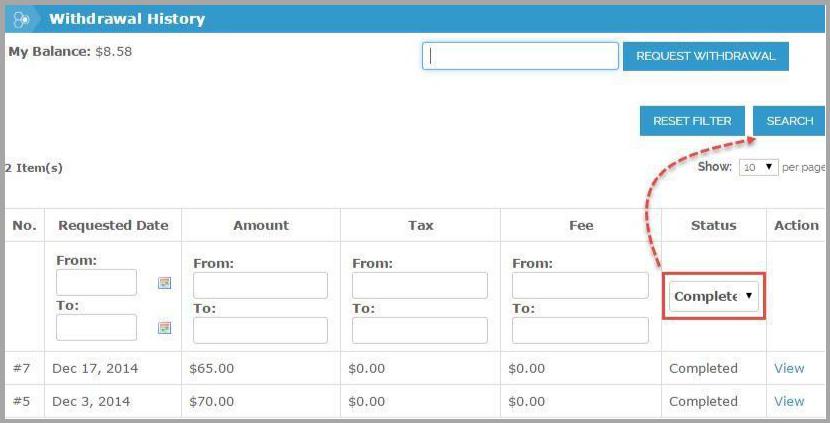 Withdrawal History
My Balance: $8.58
REQUEST WITHDRAWAL
RESET FILTER SEARCH
2 Item(s) Show: 10 per page
No. Requested Date Amount Tax Fee Status Action
From: From: From: From:
Complete
To: To: To: To:
#7 Dec 17, 2014 $65.00 $0.00 $0.00 Completed View
#5 Dec 3, 2014 $70.00 $0.00 $0.00 Completed View